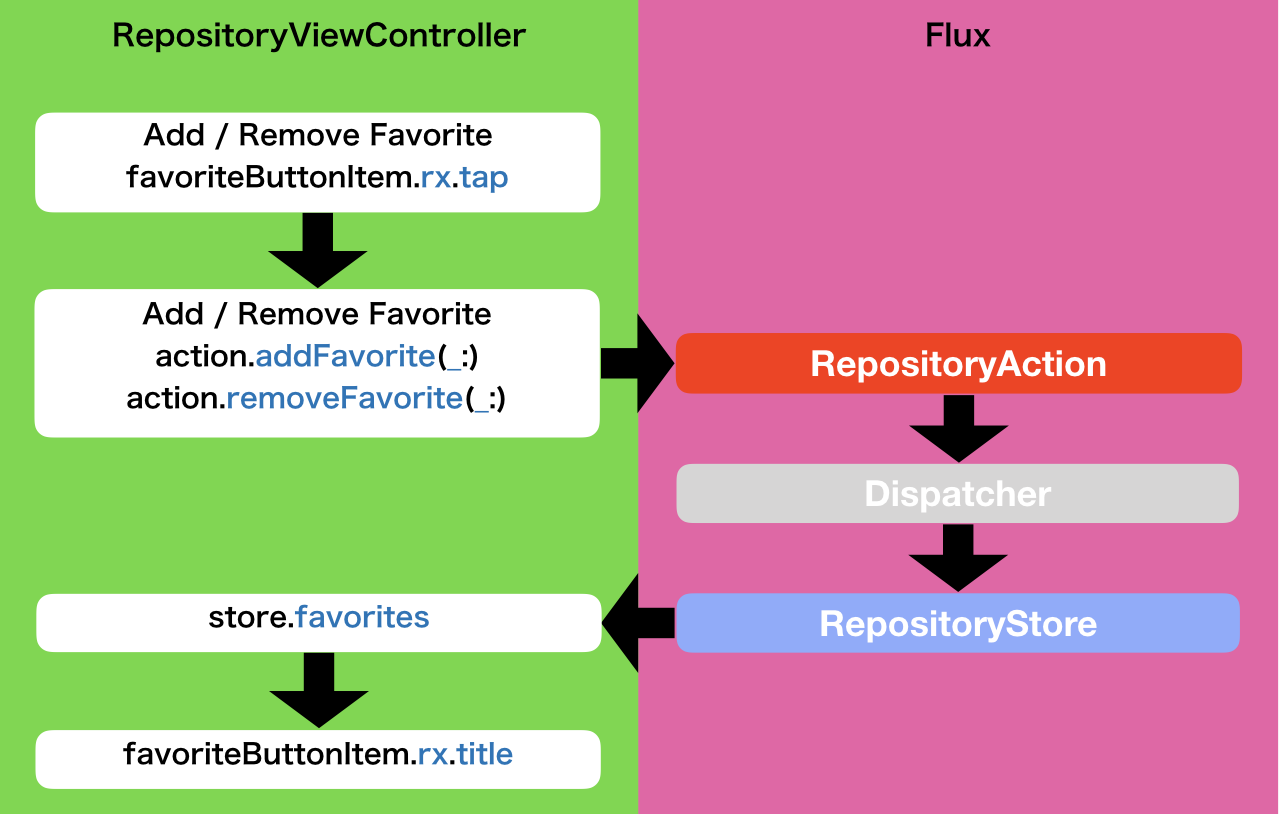 RepositoryViewController
Flux
Add / Remove Favorite
favoriteButtonItem.rx.tap
Add / Remove Favorite
action.addFavorite(_:)
action.removeFavorite(_:)
RepositoryAction
Dispatcher
RepositoryStore
store.favorites
favoriteButtonItem.rx.title